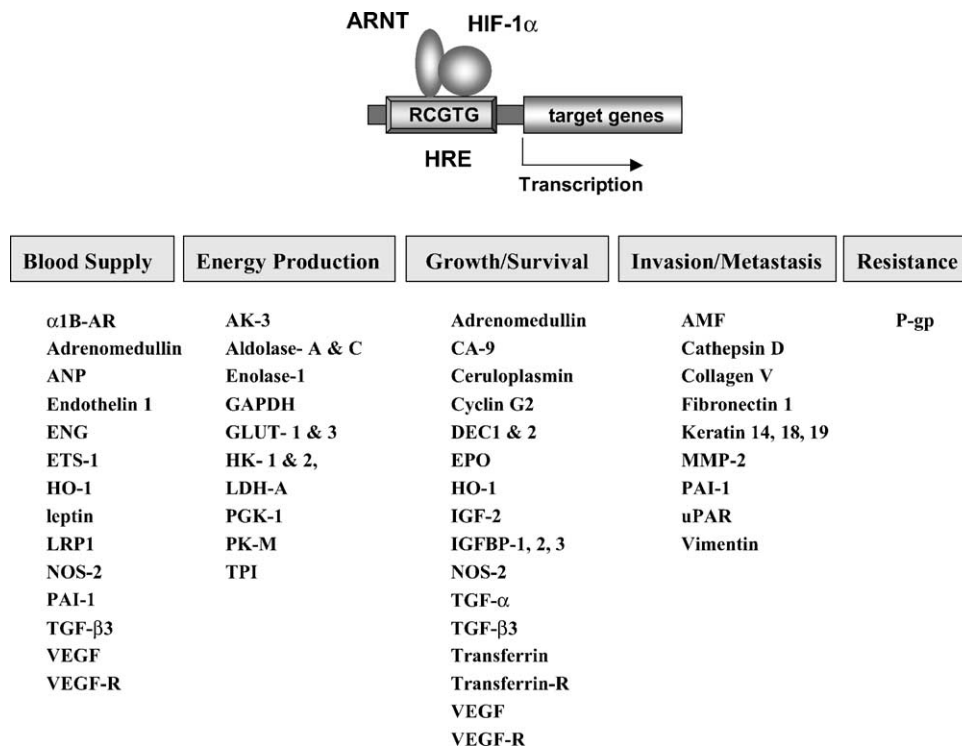 ARNT
HIF-1α
RCGTG
target genes
HRE
Transcription
Blood Supply
α1B-AR
Adrenomedullin
ANP
Endothelin 1
ENG
ETS-1
HO-1
leptin
LRP1
NOS-2
PAI-1
TGF-β3
VEGF
VEGF-R
Energy Production
AK-3
Aldolase- A & C
Enolase-1
GAPDH
GLUT- 1 & 3
HK- 1 & 2,
LDH-A
PGK-1
PK-M
TPI
Growth/Survival
Adrenomedullin
CA-9
Ceruloplasmin
Cyclin G2
DEC1 & 2
EPO
HO-1
IGF-2
IGFBP-1, 2, 3
NOS-2
TGF-α
TGF-β3
Transferrin
Transferrin-R
VEGF
VEGF-R
Invasion/Metastasis
AMF
Cathepsin D
Collagen V
Fibronectin 1
Keratin 14, 18, 19
MMP-2
PAI-1
uPAR
Vimentin
Resistance
P-gp